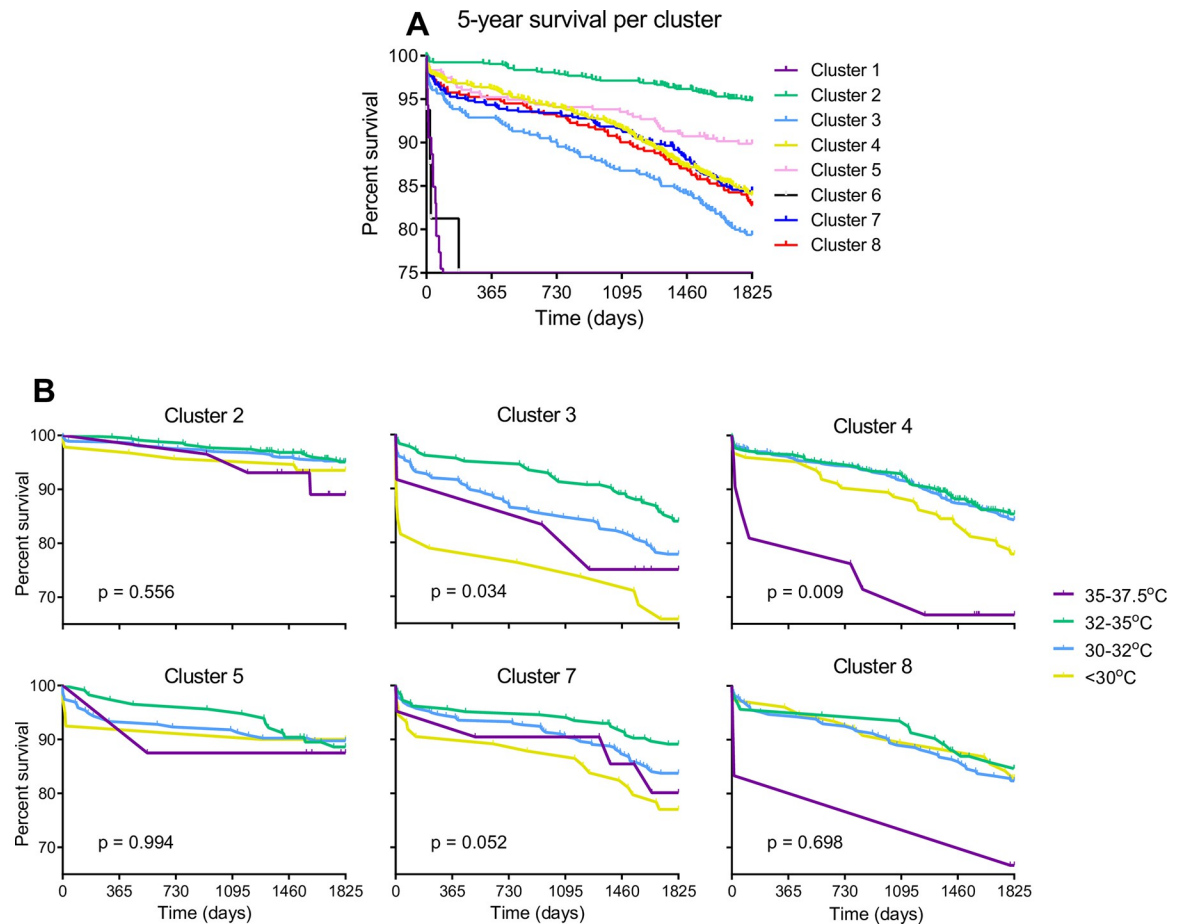 A 5-year survival per cluster
100
95
90
85
80
75
Percent survival
0 365 730 1095 1460 1825
Time (days)
Cluster 1
Cluster 2
Cluster 3
Cluster 4
Cluster 5
Cluster 6
Cluster 7
Cluster 8
B
Cluster 2
100
90
80
70
Percent survival
p = 0.556
Cluster 3
p = 0.034
Cluster 4
p = 0.009
35-37.5°C
32-35°C
30-32°C
<30°C
Cluster 5
100
90
80
70
Percent survival
p = 0.994
0 365 730 1095 1460 1825
Time (days)
Cluster 7
p = 0.052
0 365 730 1095 1460 1825
Time (days)
Cluster 8
p = 0.698
0 365 730 1095 1460 1825
Time (days)